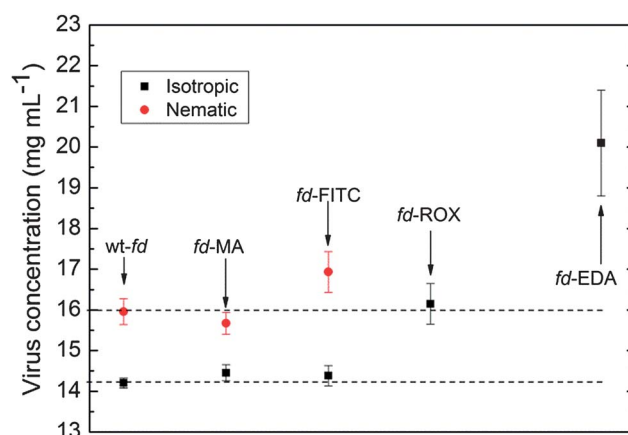 Virus concentration (mg mL⁻¹)
23
22
21
20
19
18
17
16
15
14
13
Isotropic
Nematic
wt-fd
fd-MA
fd-FITC
fd-ROX
fd-EDA